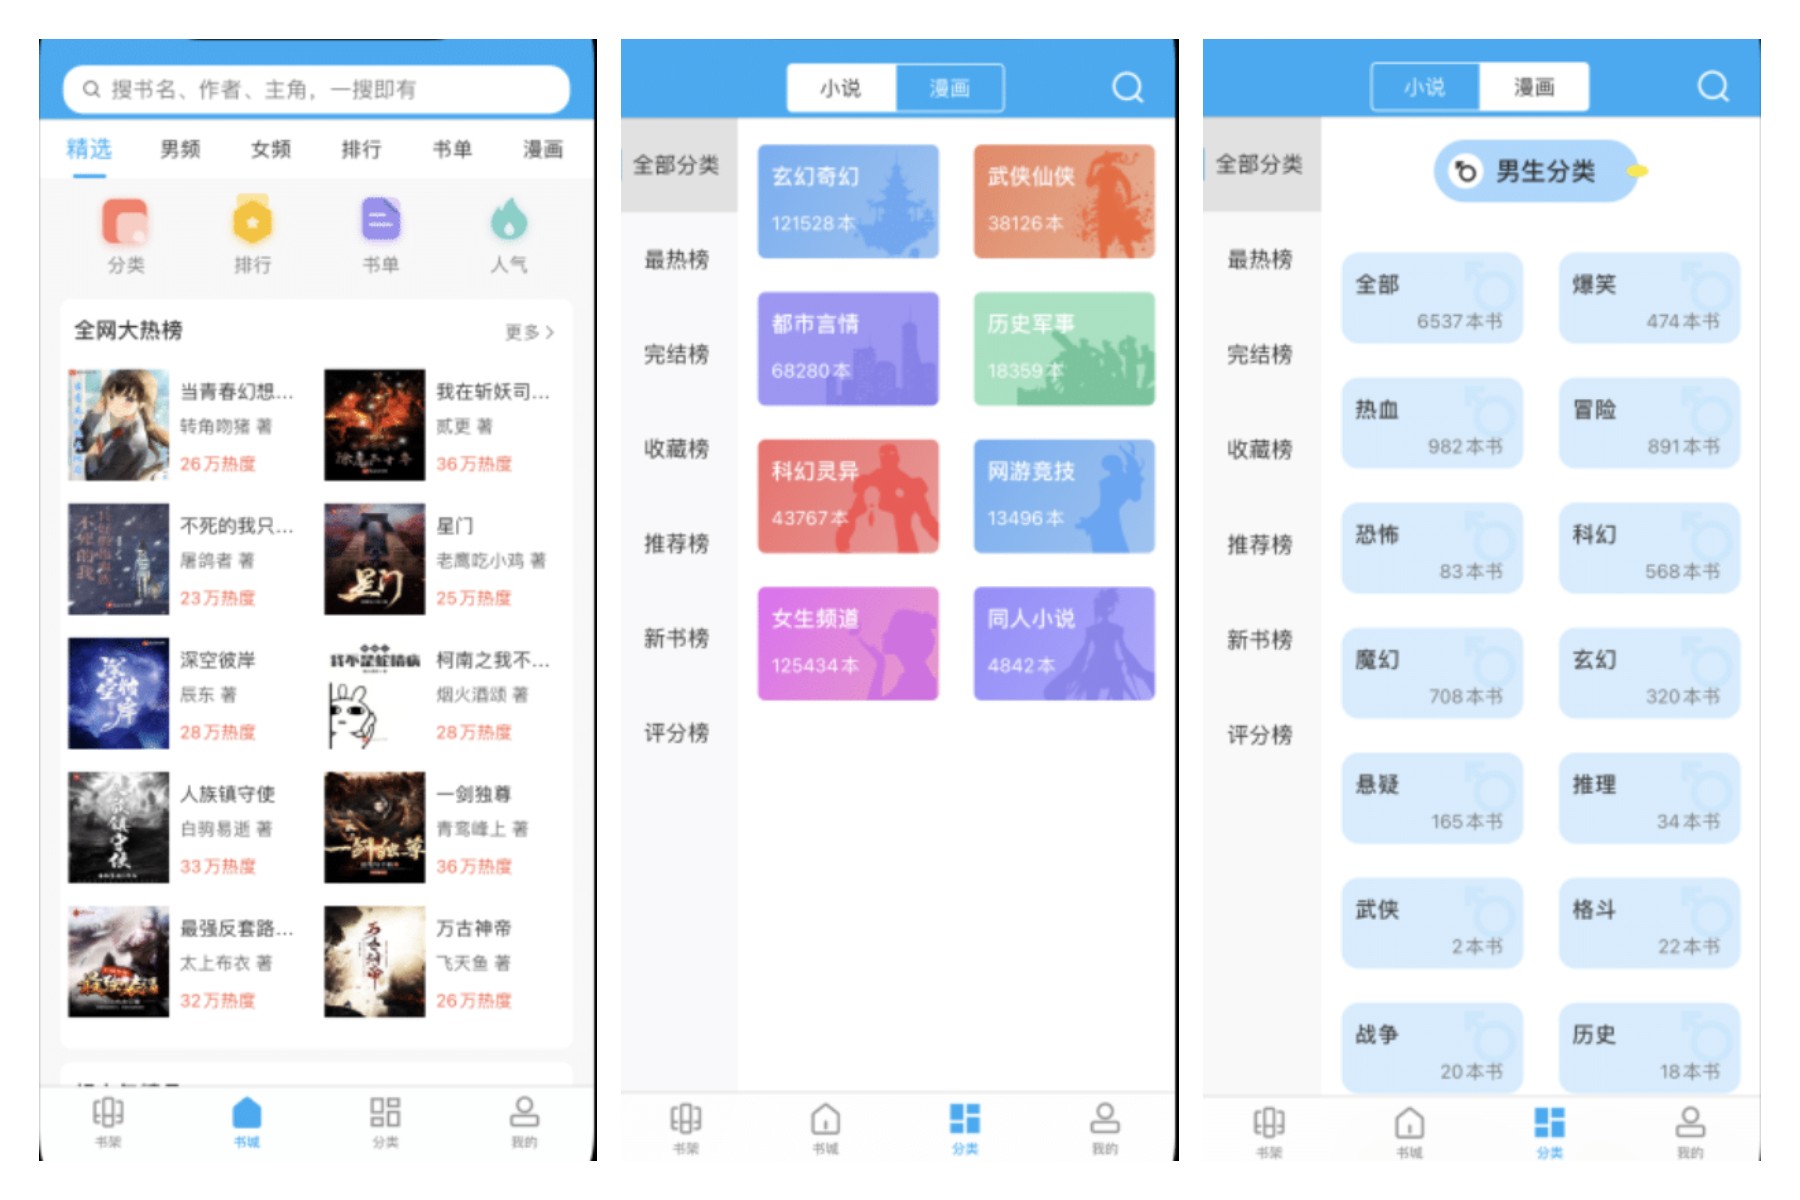 搜书名、作者、主角，一搜即有
精选 男频 女频 排行 书单 漫画
分类 排行 书单 人气
全网大热榜 更多
当青春幻想... 我在斩妖司...
转角吻猪 著 贰更 著
26万热度 36万热度
不死的我只... 星门
屠鸽者 著 老鹰吃小鸡 著
23万热度 25万热度
星门
深空彼岸 柯南之我不...
辰东 著 烟火酒颂 著
28万热度 28万热度
深空彼岸
我不是蛇精病
人族镇守使 一剑独尊
白驹易逝 著 青鸾峰上 著
33万热度 36万热度
一剑独尊
最强反套路... 万古神帝
太上布衣 著 飞天鱼 著
32万热度 26万热度
万古神帝
书架 书城 分类 我的
小说 漫画
全部分类
最热榜
完结榜
收藏榜
推荐榜
新书榜
评分榜
玄幻奇幻 武侠仙侠
121528本 38126本
都市言情 历史军事
68280本 18359本
科幻灵异 网游竞技
43767本 13496本
女生频道 同人小说
125434本 4842本
书架 书城 分类 我的
小说 漫画
全部分类
最热榜
完结榜
收藏榜
推荐榜
新书榜
评分榜
男生分类
全部 爆笑
6537本书 474本书
热血 冒险
982本书 891本书
恐怖 科幻
83本书 568本书
魔幻 玄幻
708本书 320本书
悬疑 推理
165本书 34本书
武侠 格斗
2本书 22本书
战争 历史
20本书 18本书
书架 书城 分类 我的